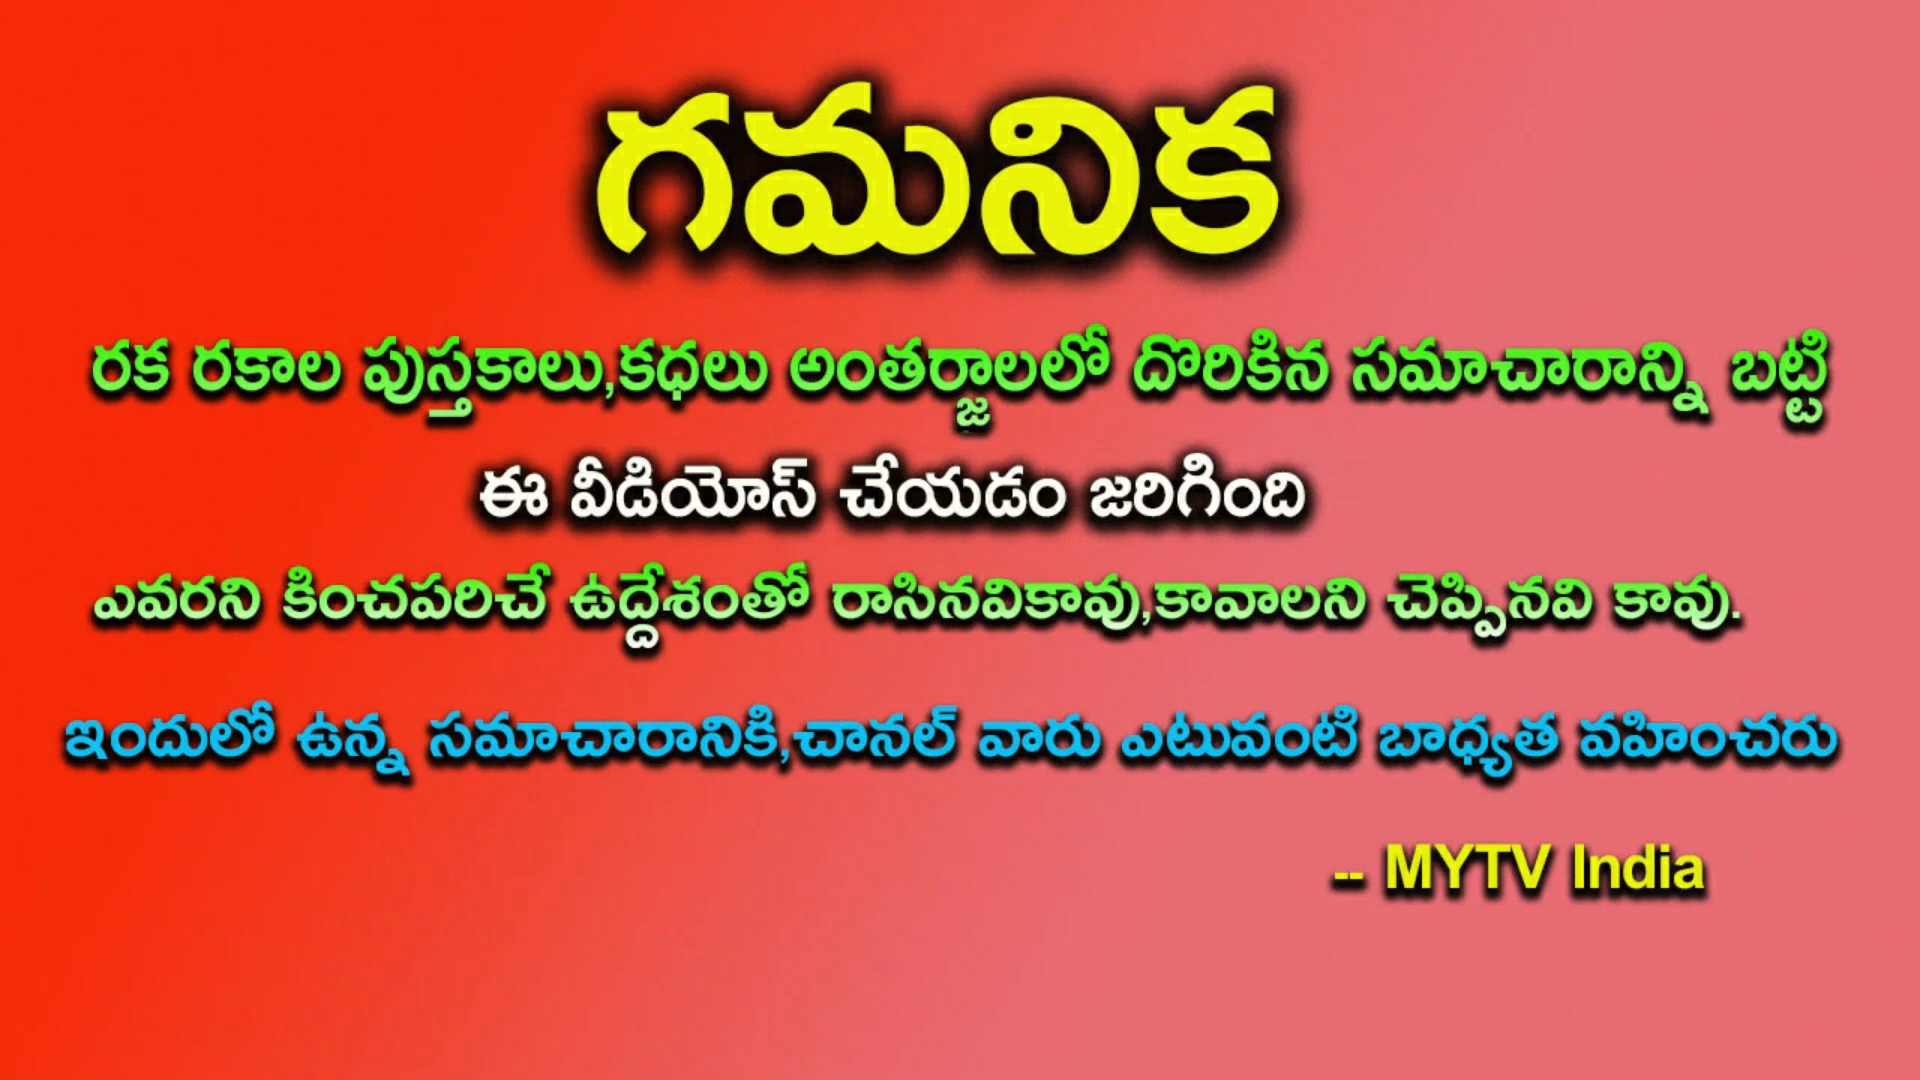 గమనిక
రక రకాల పుస్తకాలు,కధలు అంతర్జాలలో దొరికిన సమాచారాన్ని బట్టి
ఈ వీడియోస్ చేయడం జరిగింది
ఎవరని కించపరిచే ఉద్దేశంతో రాసినవికావు,కావాలని చెప్పినవి కావు.
ఇందులో ఉన్న సమాచారానికి,చానల్ వారు ఎటువంటి బాధ్యత వహించరు
-- MYTV India